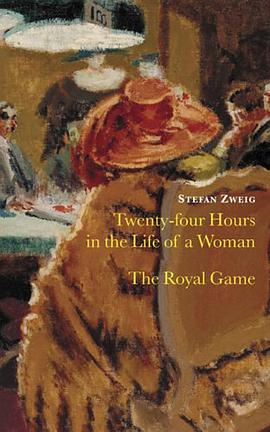 STEFAN ZWEIG
Twenty-four Hours
in the Life of a Woman
The Royal Game